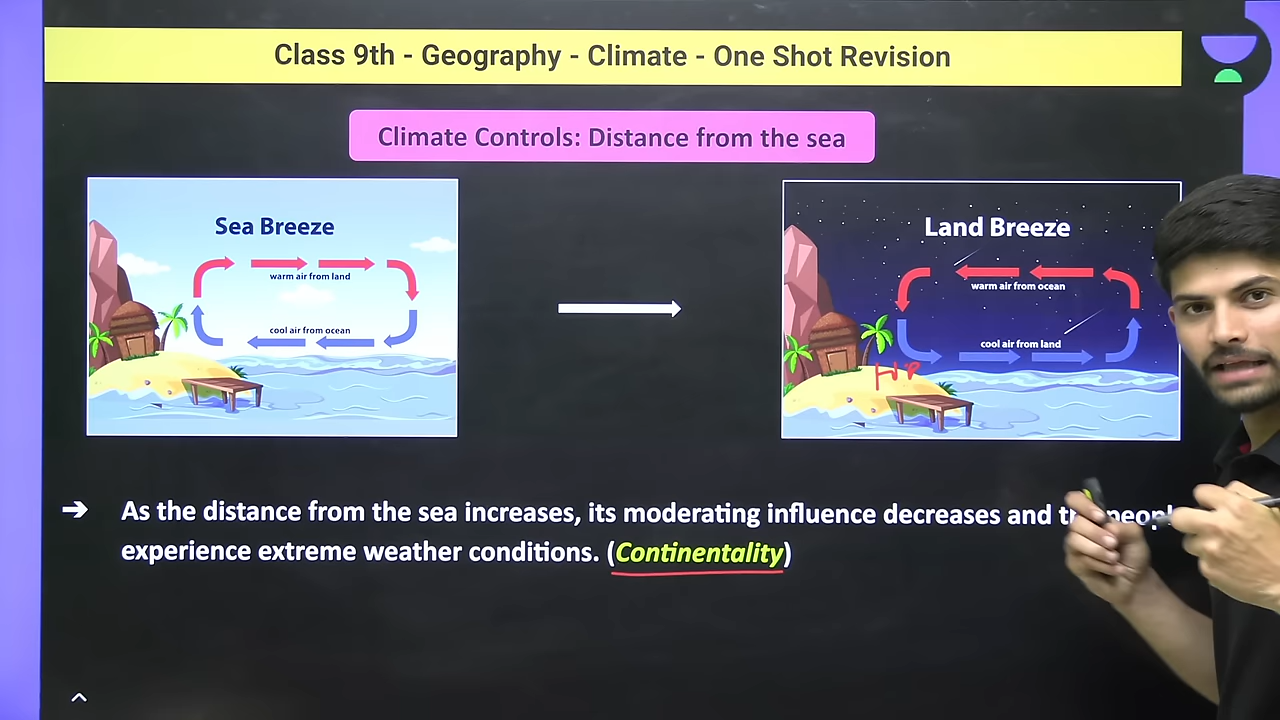 Class 9th - Geography - Climate - One Shot Revision
Climate Controls: Distance from the sea
Sea Breeze
warm air from land
cool air from ocean
Land Breeze
warm air from ocean
cool air from land
HP
➔ As the distance from the sea increases, its moderating influence decreases and
experience extreme weather conditions. (Continentality)